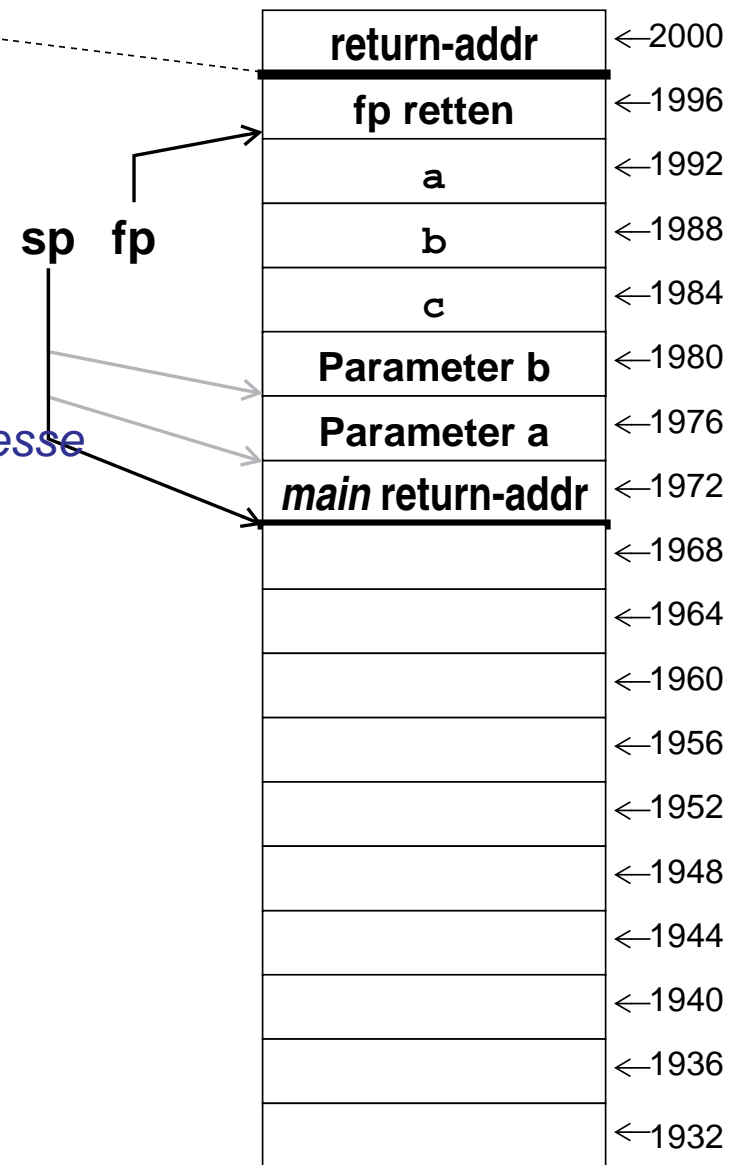 return-addr ←2000
fp retten ←1996
a ←1992
sp fp
b ←1988
c ←1984
Parameter b ←1980
Parameter a ←1976
esse
main return-addr ←1972
←1968
←1964
←1960
←1956
←1952
←1948
←1944
←1940
←1936
←1932